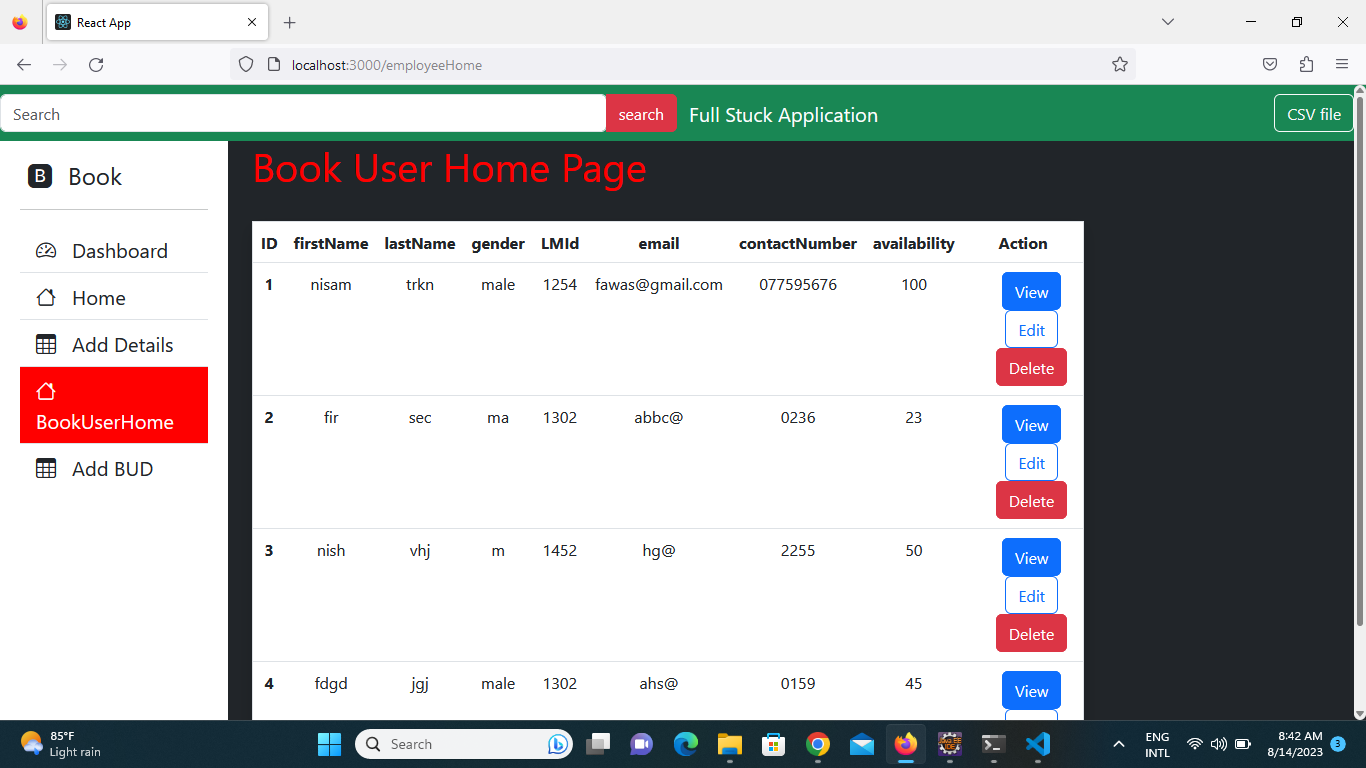 React App
localhost:3000/employeeHome
Search
search
Full Stuck Application
CSV file
B Book
Dashboard
Home
Add Details
BookUserHome
Add BUD
Book User Home Page
ID firstName lastName gender LMId email contactNumber availability Action
1 nisam trkn male 1254 fawas@gmail.com 077595676 100 View
Edit
Delete
2 fir sec ma 1302 abbc@ 0236 23 View
Edit
Delete
3 nish vhj m 1452 hg@ 2255 50 View
Edit
Delete
4 fdgd jgj male 1302 ahs@ 0159 45 View
85°F
Light rain
Search
ENG
INTL
8:42 AM
8/14/2023
3